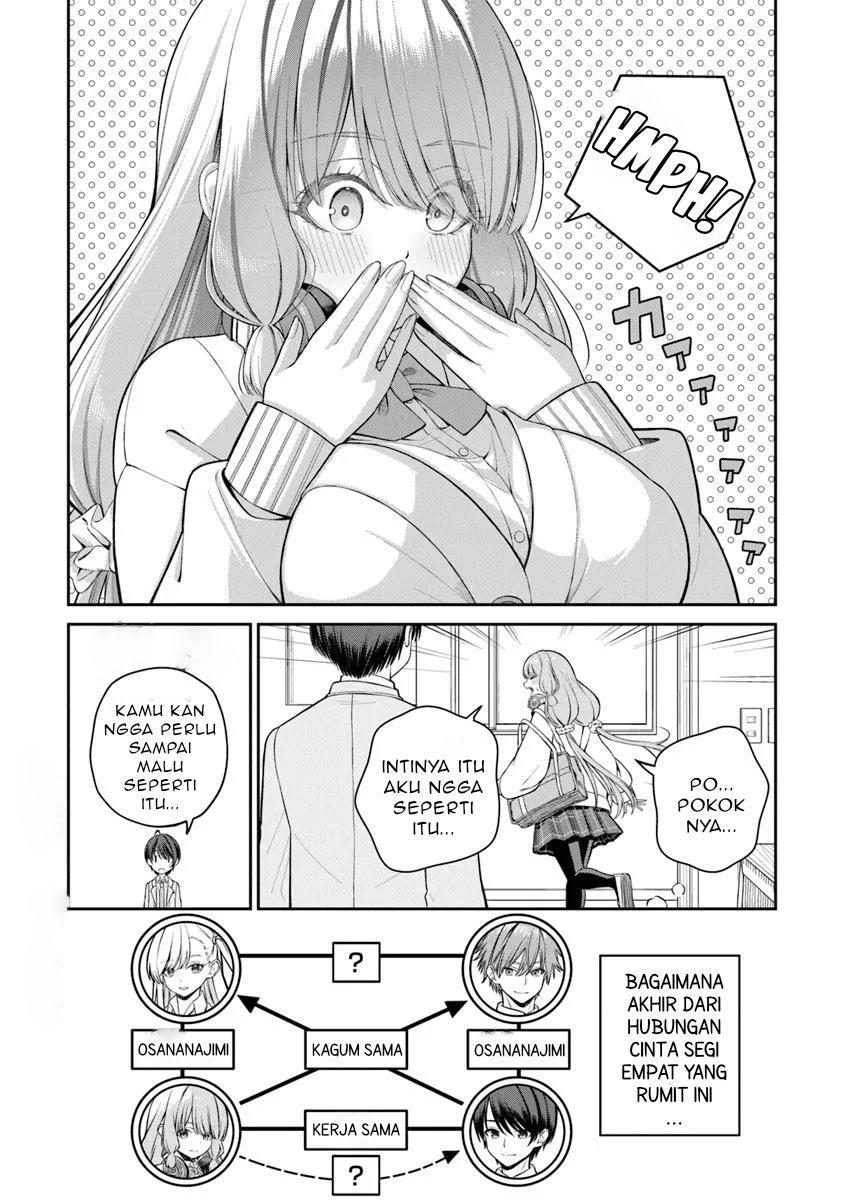 HMPH!
カァァァァァァ
PO...
POKOK
NYA...
INTINYA ITU
AKU NGGA
SEPERTI
ITU...
KAMU KAN
NGGA PERLU
SAMPAI
MALU
SEPERTI
ITU...
?
OSANANAJIMI
KAGUM SAMA
OSANANAJIMI
KERJA SAMA
?
BAGAIMANA
AKHIR DARI
HUBUNGAN
CINTA SEGI
EMPAT YANG
RUMIT INI
...